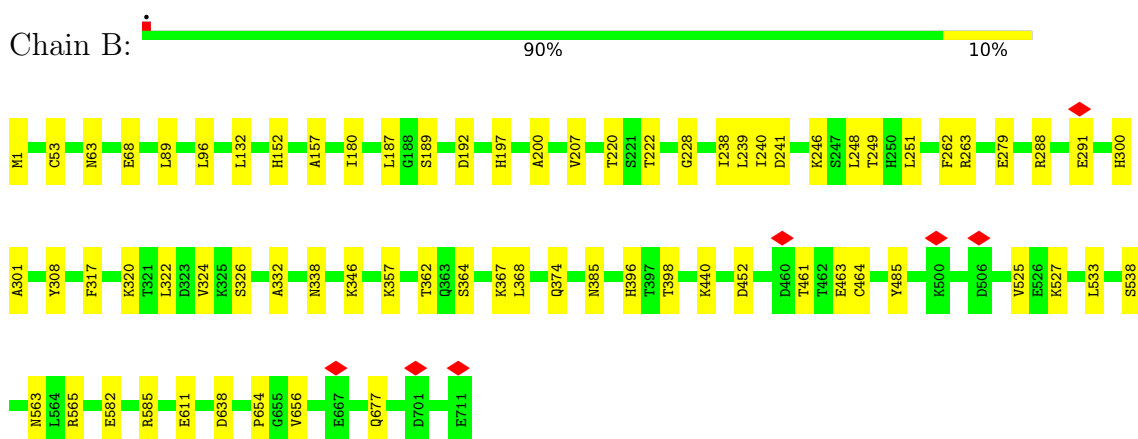 Chain B:
90% 10%
M1 C53 N63 E68 L89 L96 L132 H152 A157 I180 L187 G188 S189 D192 H197 A200 V207 T220 S221 T222 G228 I238 L239 I240 D241 K246 S247 L248 T249 H250 L251 F262 R263 E279 R288 E291 H300
A301 Y308 F317 K320 T321 L322 D323 V324 K325 S326 A332 N338 K346 K357 T362 Q363 S364 K367 L368 Q374 N385 H396 T397 T398 K440 D452 D460 T461 T462 E463 C464 Y485 K500 D506 V525 E526 K527 L533 S538
N563 L564 R565 E582 R585 E611 D638 P654 G655 V656 E667 Q677 D701 E711